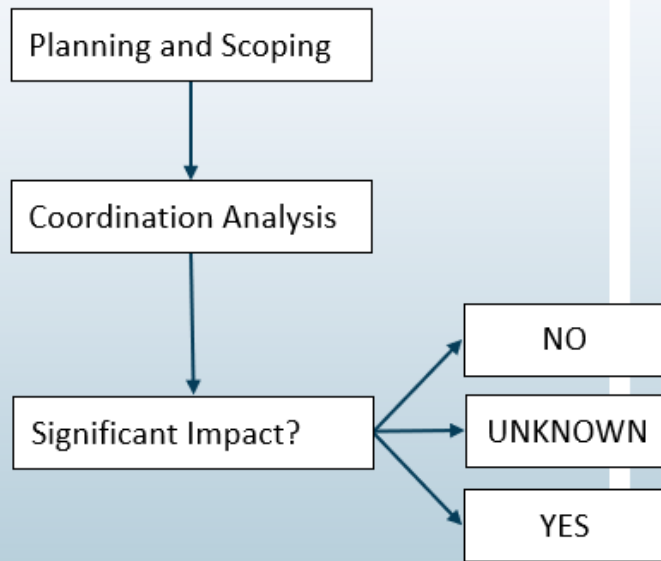 Planning and Scoping
Coordination Analysis
NO
Significant Impact?
UNKNOWN
YES